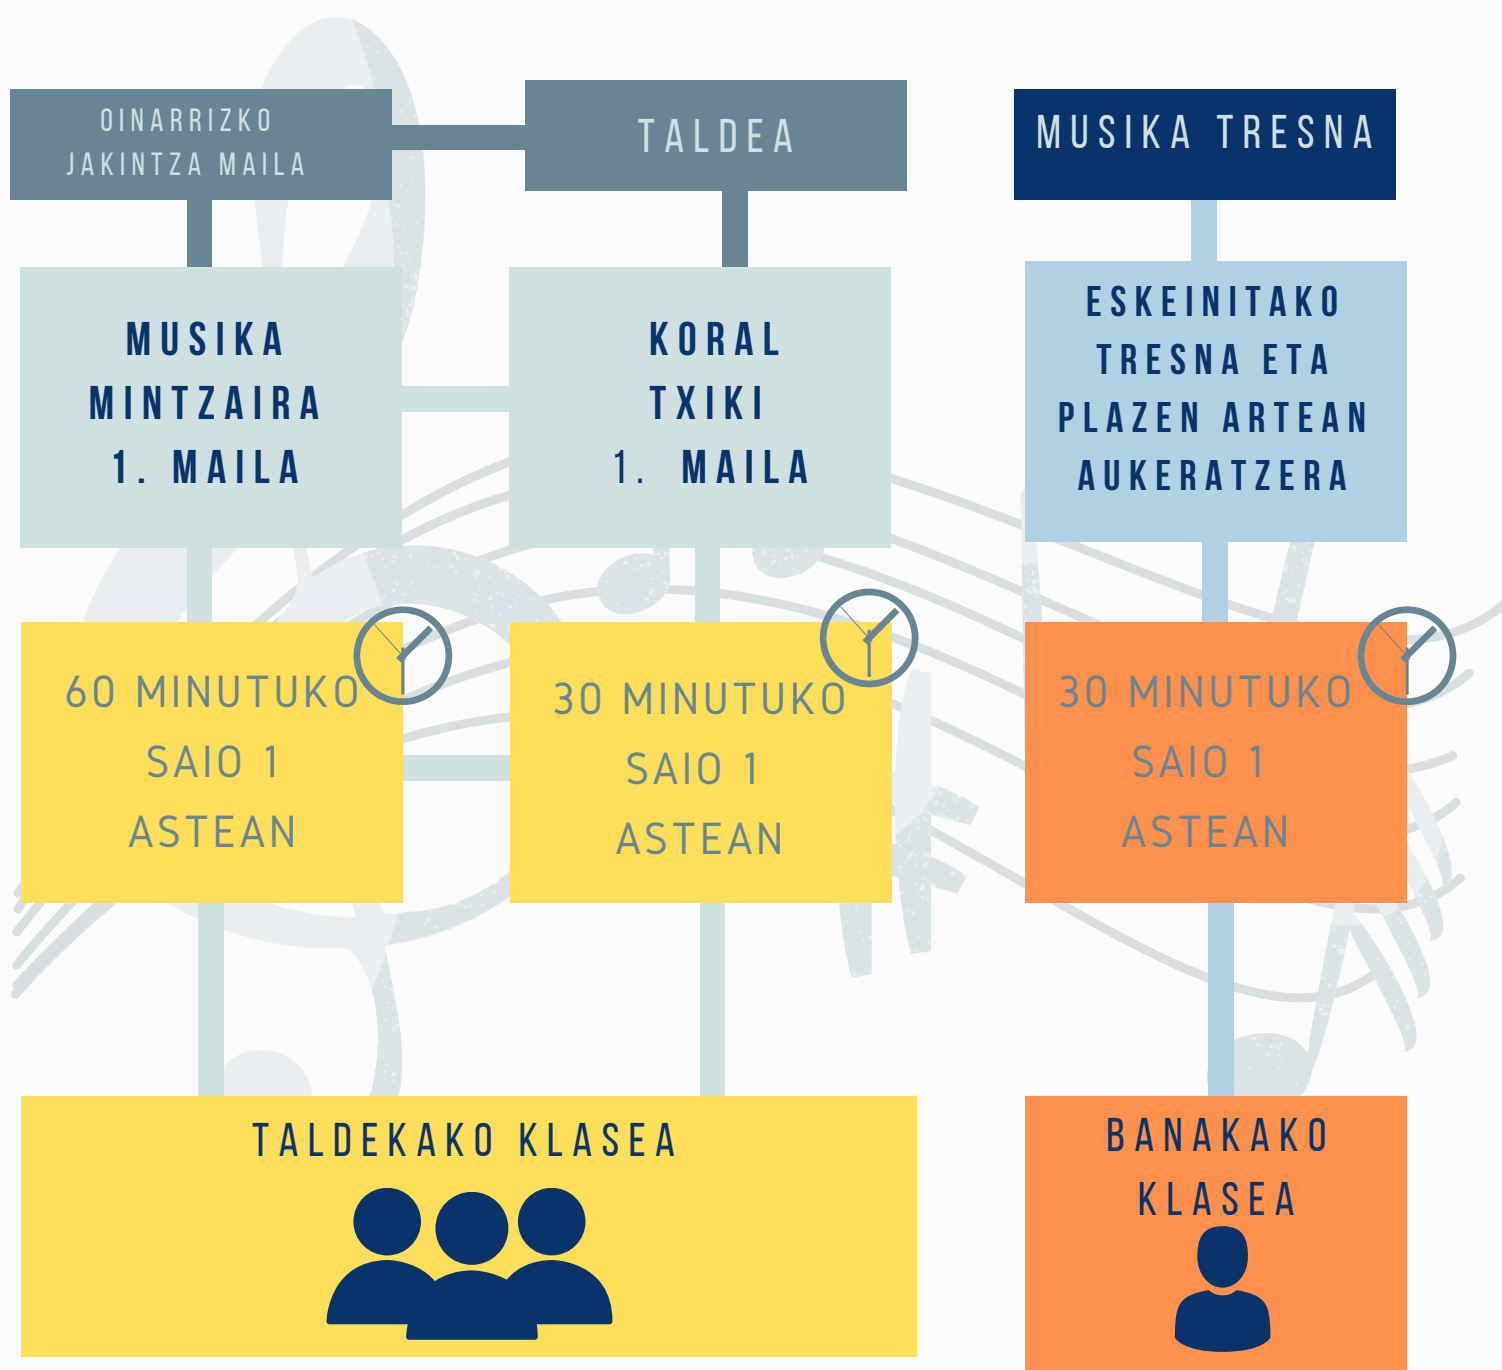 OINARRIZKO
JAKINTZA MAILA
TALDEA
MUSIKA TRESNA
MUSIKA
MINTZAIRA
1. MAILA
KORAL
TXIKI
1. MAILA
ESKEINITAKO
TRESNA ETA
PLAZEN ARTEAN
AUKERATZERA
60 MINUTUKO
SAIO 1
ASTEAN
30 MINUTUKO
SAIO 1
ASTEAN
30 MINUTUKO
SAIO 1
ASTEAN
TALDEKAKO KLASEA
BANAKAKO
KLASEA